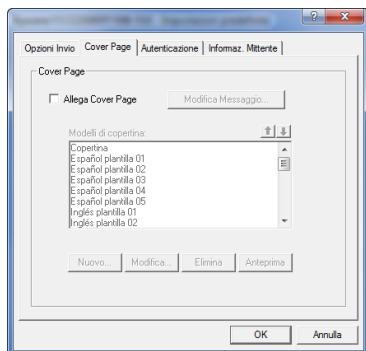 Opzioni Invio Cover Page Autenticazione Informaz. Mittente
Cover Page
Allega Cover Page Modifica Messaggio...
Modelli di copertina:
Copertina
Español plantilla 01
Español plantilla 02
Español plantilla 03
Español plantilla 04
Español plantilla 05
Inglés plantilla 01
Inglés plantilla 02
Nuovo... Modifica... Elimina Anteprima
OK Annulla